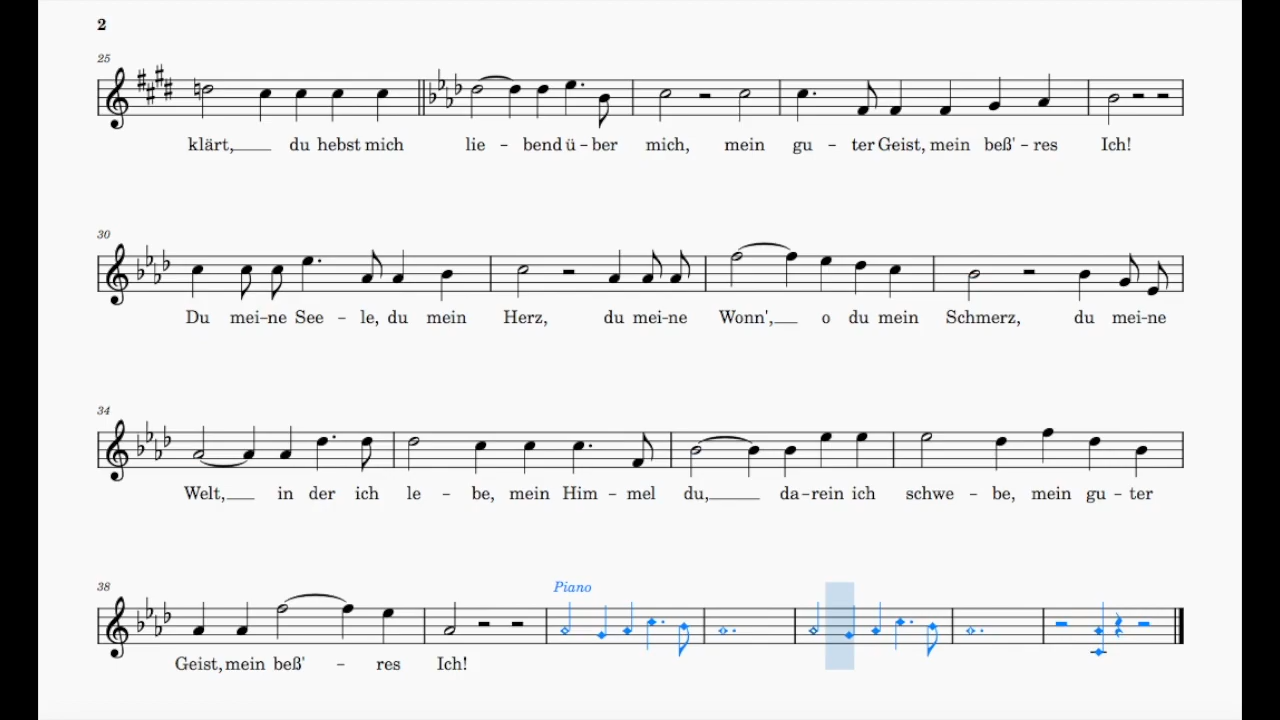 2
25
klärt, du hebst mich lie - bend ü - ber mich, mein gu - ter Geist, mein beß' - res Ich!
30
Du mei - ne See - le, du mein Herz, du mei - ne Wonn', o du mein Schmerz, du mei - ne
34
Welt, in der ich le - be, mein Him - mel du, da - rein ich schwe - be, mein gu - ter
38
Piano
Geist, mein beß' - res Ich!